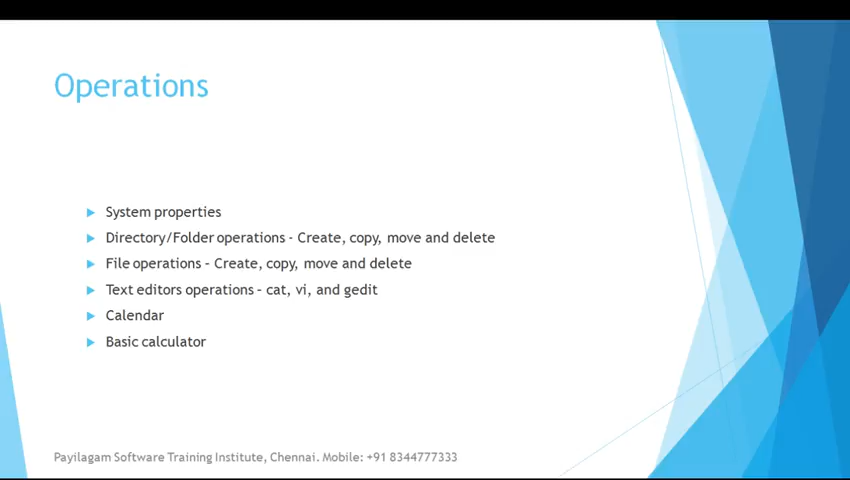 Operations
System properties
Directory/Folder operations - Create, copy, move and delete
File operations – Create, copy, move and delete
Text editors operations – cat, vi, and gedit
Calendar
Basic calculator
Payilagam Software Training Institute, Chennai. Mobile: +91 8344777333